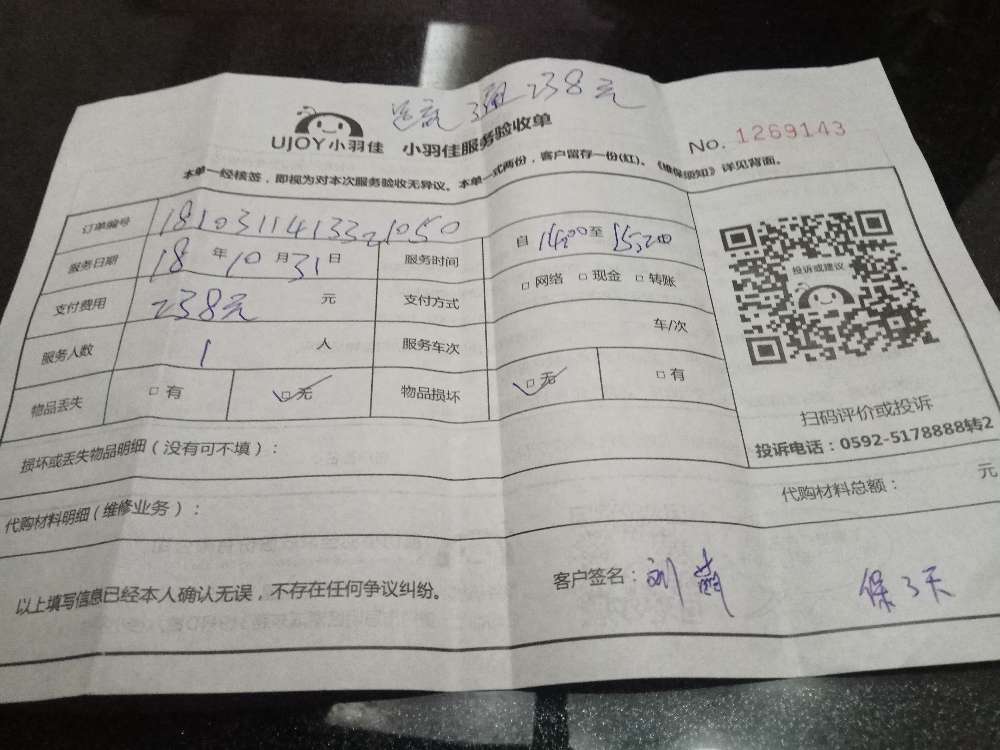 238元
UJOY小羽佳 小羽佳服务验收单
No. 1269143
本单一经核签，即视为对本次服务验收无异议。本单一式两份，客户留存一份(红)。《维保须知》详见背面。
订单编号 1810311413321050
服务日期 18 年 10 月 31 日 服务时间 自 至
支付费用 238元 元 支付方式 □ 网络 □ 现金 □ 转账
服务人数 1 人 服务车次 车/次
物品丢失 □ 有 □ 无 物品损坏 □ 无 □ 有
投诉或建议
扫码评价或投诉
投诉电话：0592-5178888转2
损坏或丢失物品明细（没有可不填）：
代购材料明细（维修业务）：
代购材料总额： 元
以上填写信息已经本人确认无误，不存在任何争议纠纷。
客户签名：刘
保3天